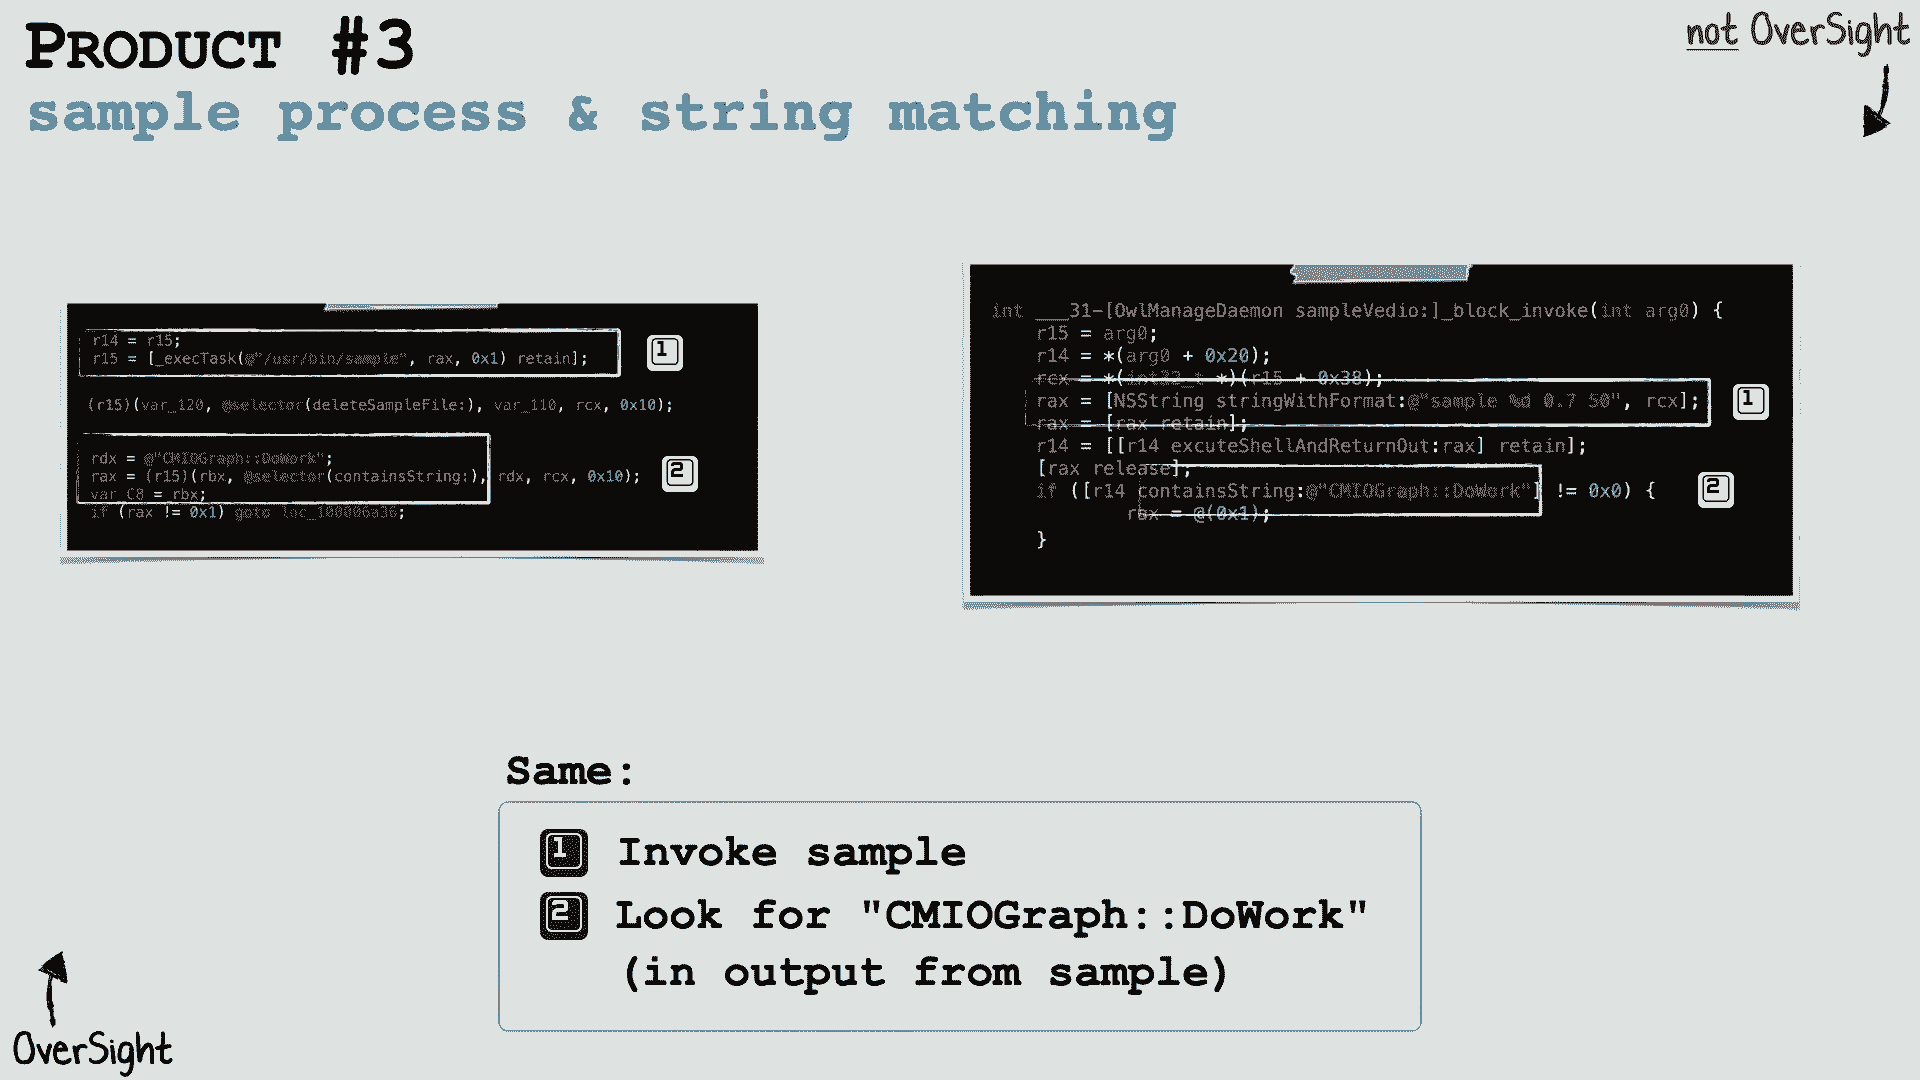 PRODUCT #3
sample process & string matching
not OverSight
r14 = r15;
r15 = [_execTask(@"/usr/bin/sample", rax, 0x1) retain];
1
(r15)(var_120, @selector(deleteSampleFile:), var_110, rcx, 0x10);
rdx = @"CMIOGraph::DoWork";
rax = (r15)(rbx, @selector(containsString:), rdx, rcx, 0x10);
2
var_C8 = rbx;
if (rax != 0x1) goto loc_100006a36;
int ___31-[OwlManageDaemon sampleVedio:]_block_invoke(int arg0) {
r15 = arg0;
r14 = *(arg0 + 0x20);
rcx = *(int32_t *)(r15 + 0x38);
rax = [NSString stringWithFormat:@"sample %d 0.7 50", rcx];
1
rax = [rax retain];
r14 = [[r14 excuteShellAndReturnOut:rax] retain];
[rax release];
if ([r14 containsString:@"CMIOGraph::DoWork"] != 0x0) {
2
rax = @(0x1);
}
Same:
1 Invoke sample
2 Look for "CMIOGraph::DoWork"
(in output from sample)
OverSight